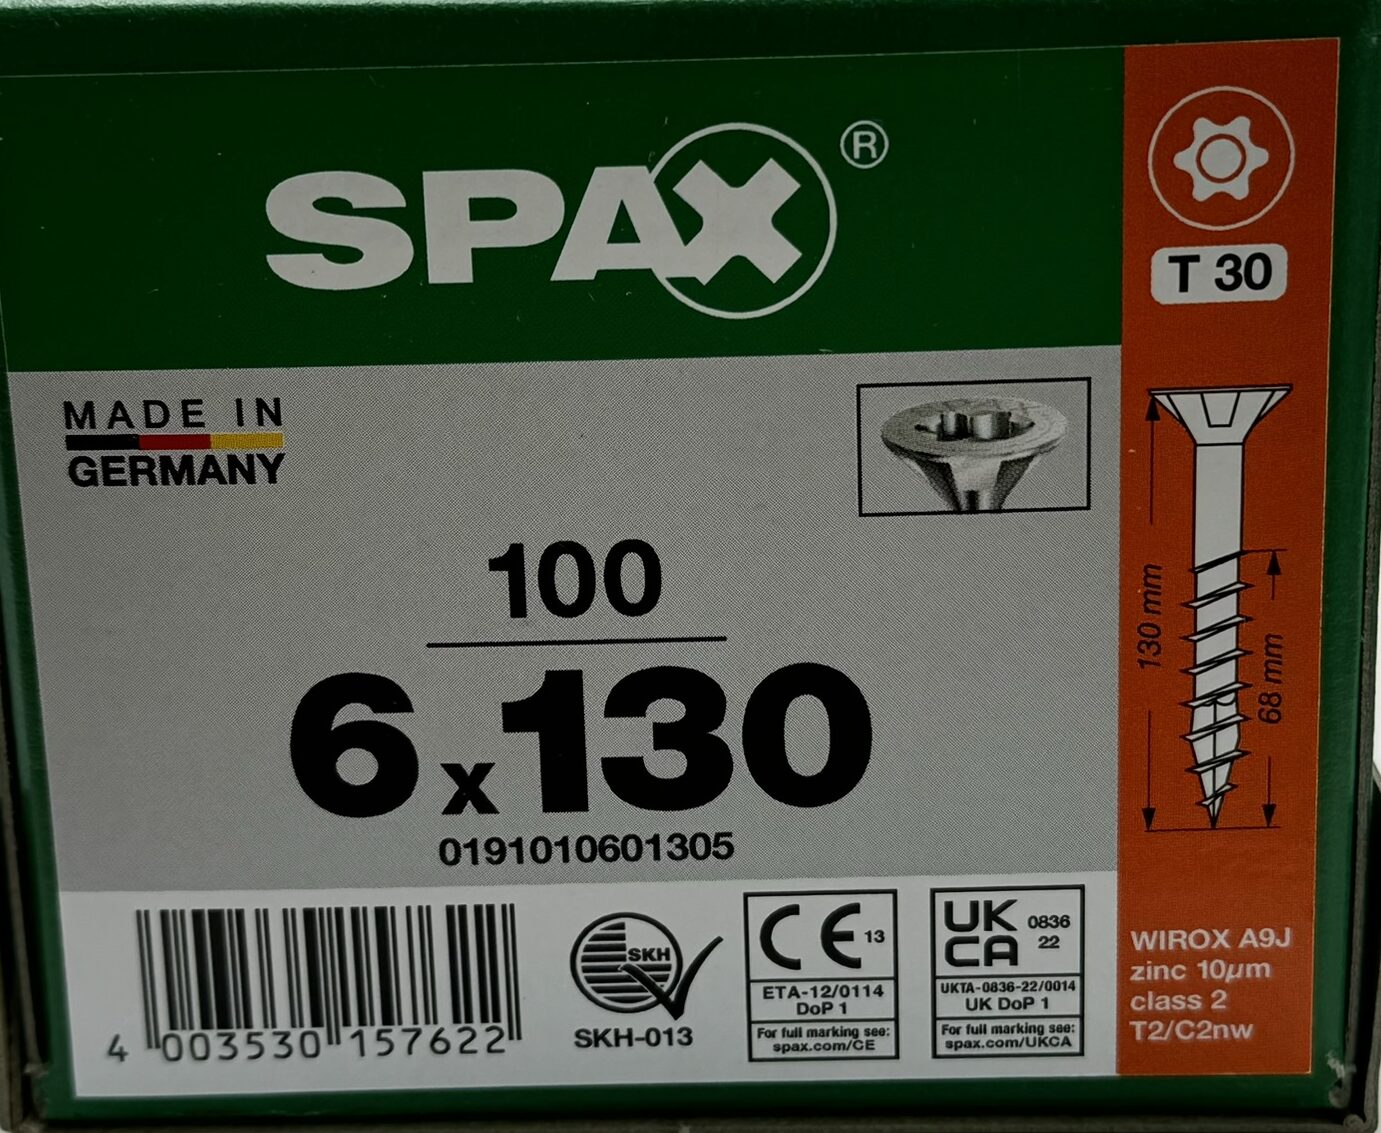 SPAX®
T 30
MADE IN
GERMANY
100
6x130
0191010601305
130 mm
68 mm
4 003530 157622
SKH
SKH-013
CE 13
ETA-12/0114
DoP 1
For full marking see:
spax.com/CE
UK
CA
0836
22
UKTA-0836-22/0014
UK DoP 1
For full marking see:
spax.com/UKCA
WIROX A9J
zinc 10µm
class 2
T2/C2nw